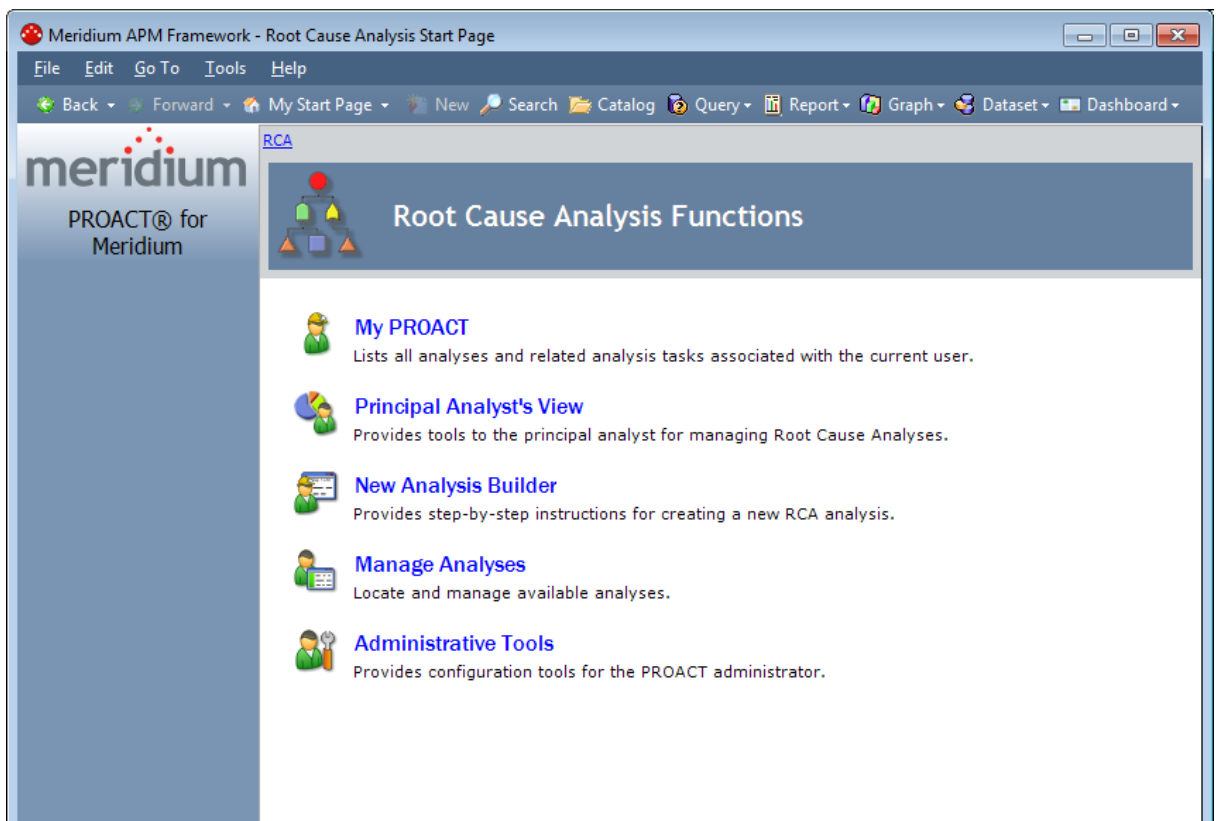 Meridium APM Framework - Root Cause Analysis Start Page
File Edit Go To Tools Help
Back Forward My Start Page New Search Catalog Query Report Graph Dataset Dashboard
meridium
PROACT® for
Meridium
RCA
Root Cause Analysis Functions
My PROACT
Lists all analyses and related analysis tasks associated with the current user.
Principal Analyst's View
Provides tools to the principal analyst for managing Root Cause Analyses.
New Analysis Builder
Provides step-by-step instructions for creating a new RCA analysis.
Manage Analyses
Locate and manage available analyses.
Administrative Tools
Provides configuration tools for the PROACT administrator.